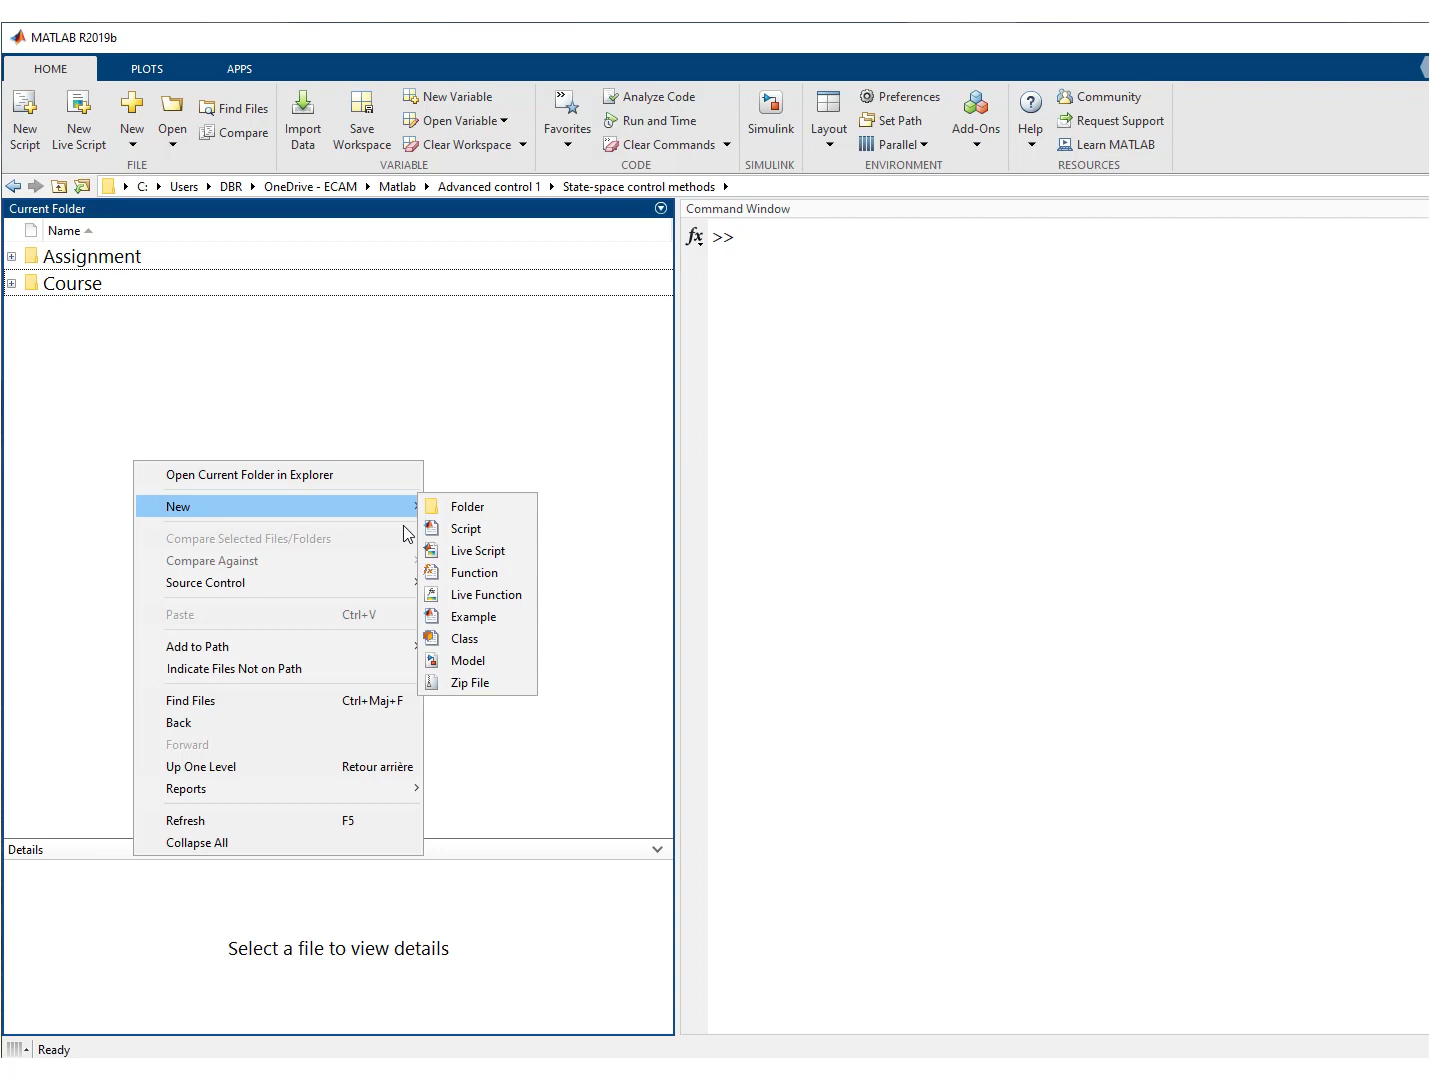 MATLAB R2019b
HOME
PLOTS
APPS
New Script
New Live Script
New
Open
Find Files
Compare
FILE
Import Data
Save Workspace
New Variable
Open Variable
Clear Workspace
VARIABLE
Favorites
Analyze Code
Run and Time
Clear Commands
CODE
Simulink
SIMULINK
Layout
Preferences
Set Path
Parallel
Add-Ons
ENVIRONMENT
Help
Community
Request Support
Learn MATLAB
RESOURCES
C: Users DBR OneDrive - ECAM Matlab Advanced control 1 State-space control methods
Current Folder
Name
Assignment
Course
Command Window
fx >>
Open Current Folder in Explorer
New
Compare Selected Files/Folders
Compare Against
Source Control
Paste Ctrl+V
Add to Path
Indicate Files Not on Path
Find Files Ctrl+Maj+F
Back
Forward
Up One Level Retour arrière
Reports
Refresh F5
Collapse All
Folder
Script
Live Script
Function
Live Function
Example
Class
Model
Zip File
Details
Select a file to view details
Ready